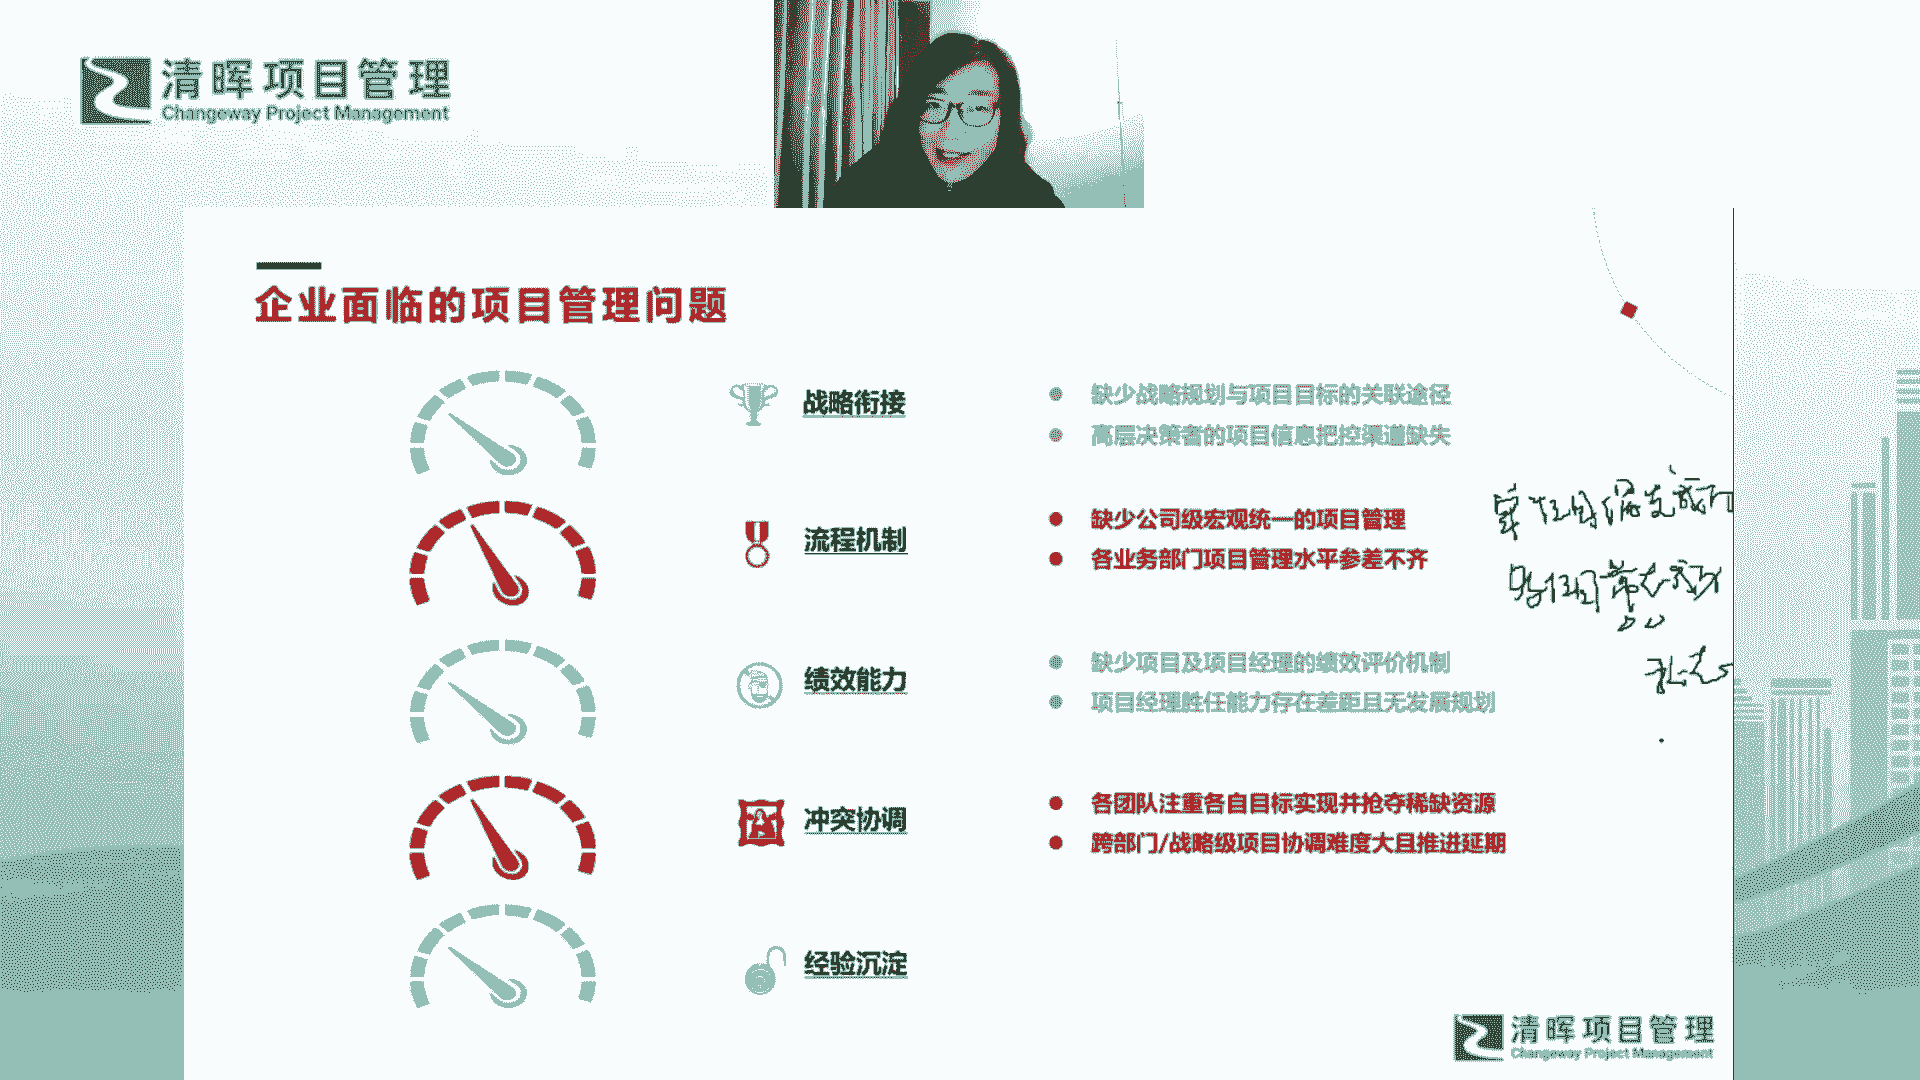 清晖项目管理
Changeway Project Management
企业面临的项目管理问题
战略衔接
缺少战略规划与项目目标的关联途径
高层决策者的项目信息把控渠道缺失
流程机制
缺少公司级宏观统一的项目管理
各业务部门项目管理水平参差不齐
绩效能力
缺少项目及项目经理的绩效评价机制
项目经理胜任能力存在差距且无发展规划
冲突协调
各团队注重各自目标实现并抢夺稀缺资源
跨部门/战略级项目协调难度大且推进延期
经验沉淀
清晖项目管理
Changeway Project Management